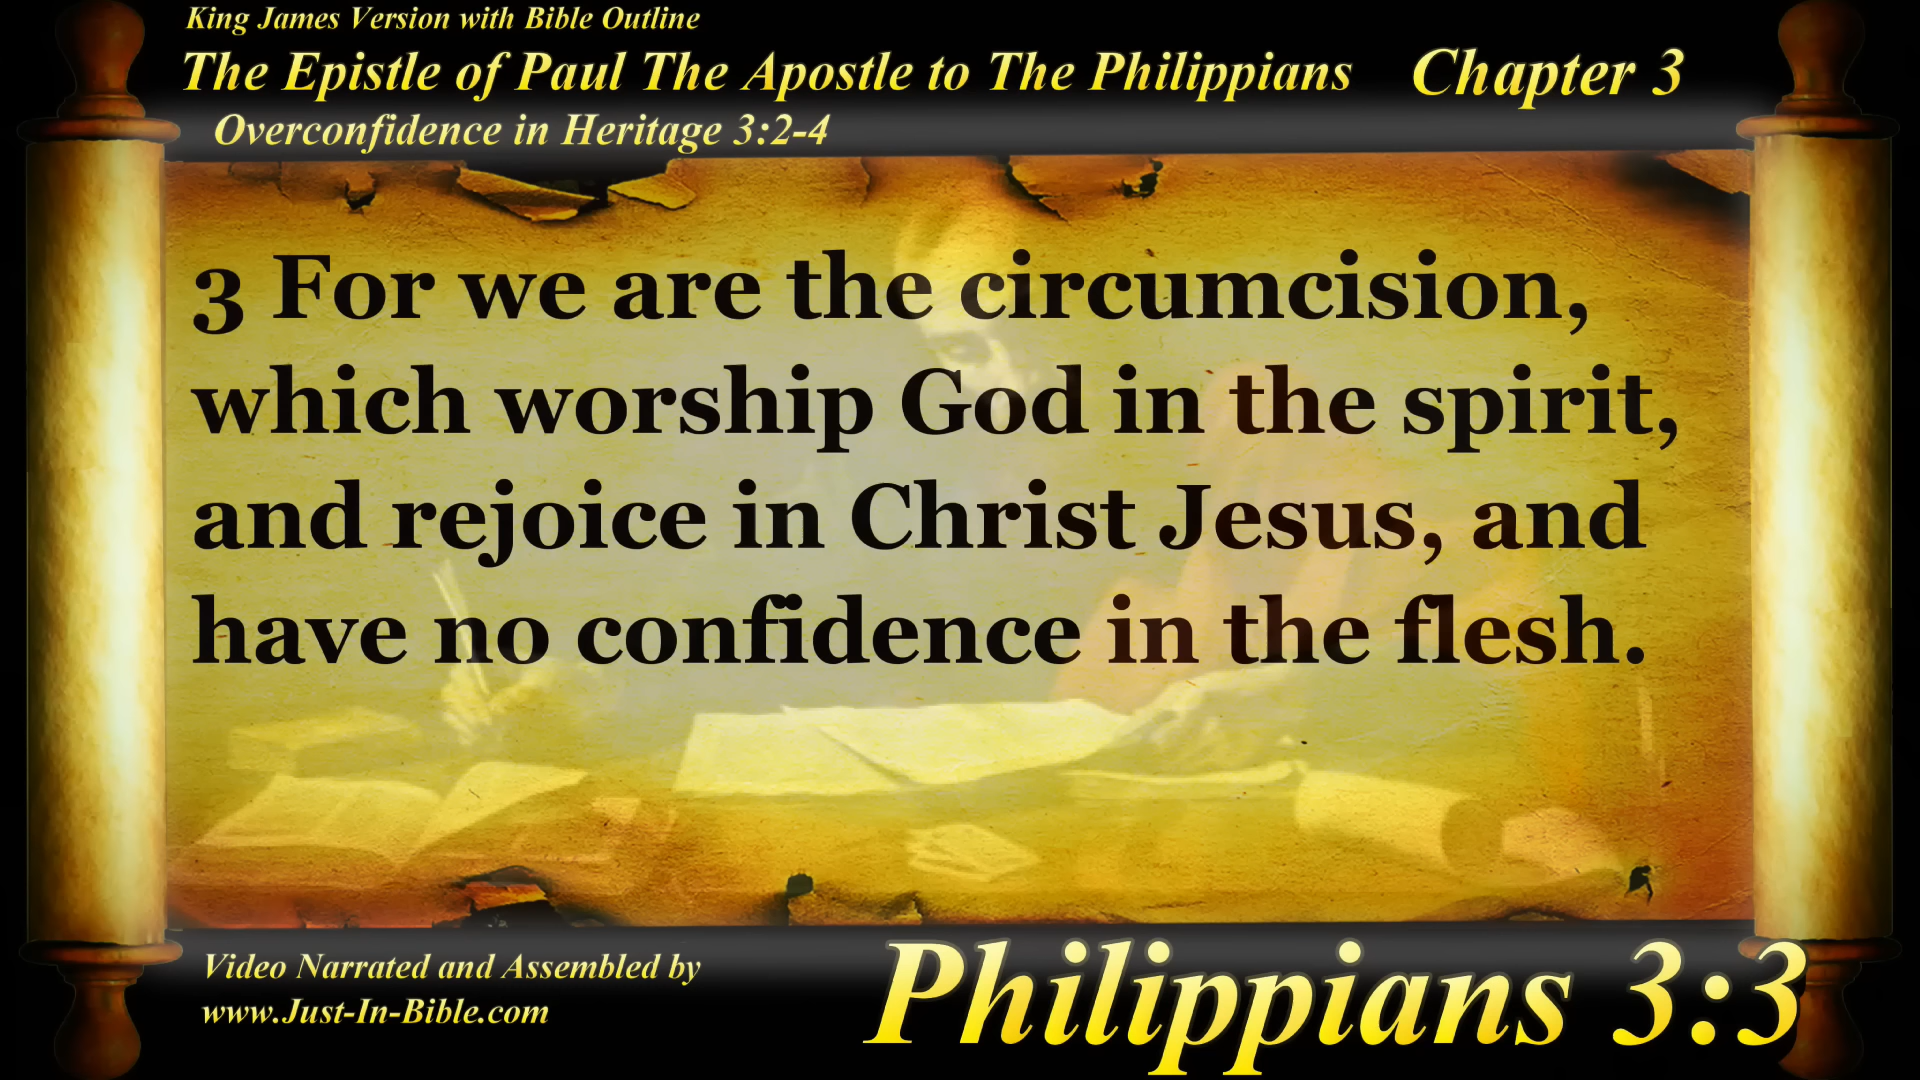 King James Version with Bible Outline
The Epistle of Paul The Apostle to The Philippians Chapter 3
Overconfidence in Heritage 3:2-4
3 For we are the circumcision,
which worship God in the spirit,
and rejoice in Christ Jesus, and
have no confidence in the flesh.
Video Narrated and Assembled by
www.Just-In-Bible.com
Philippians 3:3